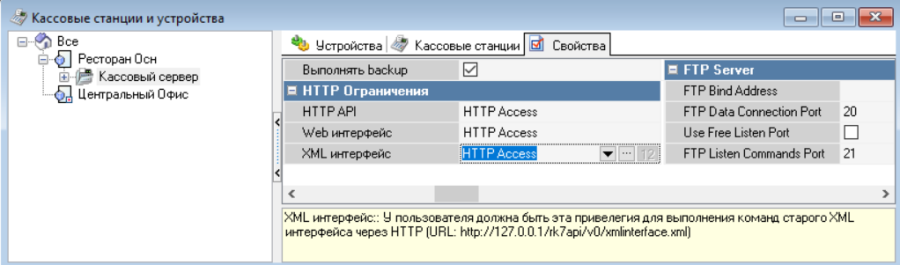 Кассовые станции и устройства
Все
Ресторан Осн
Кассовый сервер
Центральный Офис
Устройства Кассовые станции Свойства
Выполнять backup
HTTP Ограничения
HTTP API HTTP Access
Web интерфейс HTTP Access
XML интерфейс HTTP Access 12
FTP Server
FTP Bind Address
FTP Data Connection Port 20
Use Free Listen Port
FTP Listen Commands Port 21
XML интерфейс:: У пользователя должна быть эта привелегия для выполнения команд старого XML
интерфейса через HTTP (URL: http://127.0.0.1/rk7api/v0/xmlinterface.xml)